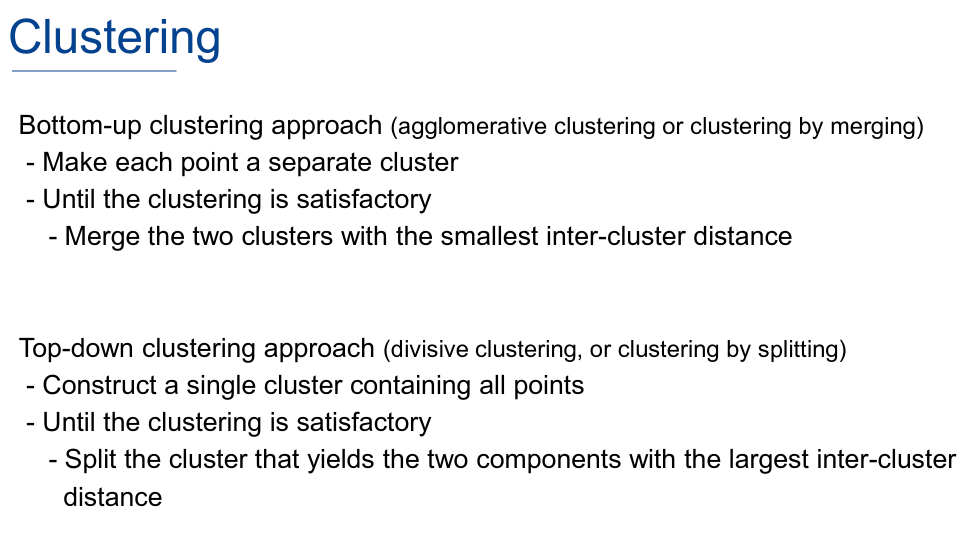 Clustering
Bottom-up clustering approach (agglomerative clustering or clustering by merging)
- Make each point a separate cluster
- Until the clustering is satisfactory
- Merge the two clusters with the smallest inter-cluster distance
Top-down clustering approach (divisive clustering, or clustering by splitting)
- Construct a single cluster containing all points
- Until the clustering is satisfactory
- Split the cluster that yields the two components with the largest inter-cluster
distance